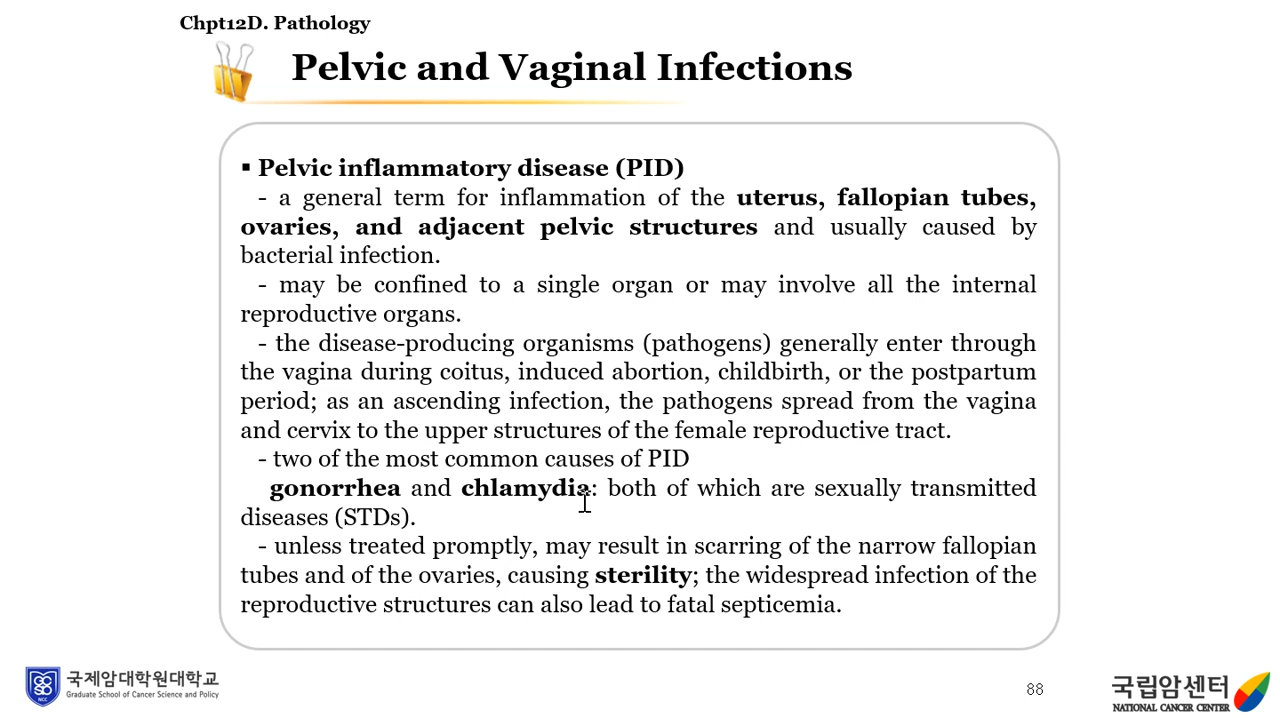 Chpt12D. Pathology
Pelvic and Vaginal Infections
▪ Pelvic inflammatory disease (PID)
- a general term for inflammation of the uterus, fallopian tubes,
ovaries, and adjacent pelvic structures and usually caused by
bacterial infection.
- may be confined to a single organ or may involve all the internal
reproductive organs.
- the disease-producing organisms (pathogens) generally enter through
the vagina during coitus, induced abortion, childbirth, or the postpartum
period; as an ascending infection, the pathogens spread from the vagina
and cervix to the upper structures of the female reproductive tract.
- two of the most common causes of PID
gonorrhea and chlamydia: both of which are sexually transmitted
diseases (STDs).
- unless treated promptly, may result in scarring of the narrow fallopian
tubes and of the ovaries, causing sterility; the widespread infection of the
reproductive structures can also lead to fatal septicemia.
NCC
국제암대학원대학교
Graduate School of Cancer Science and Policy
88
국립암센터
NATIONAL CANCER CENTER